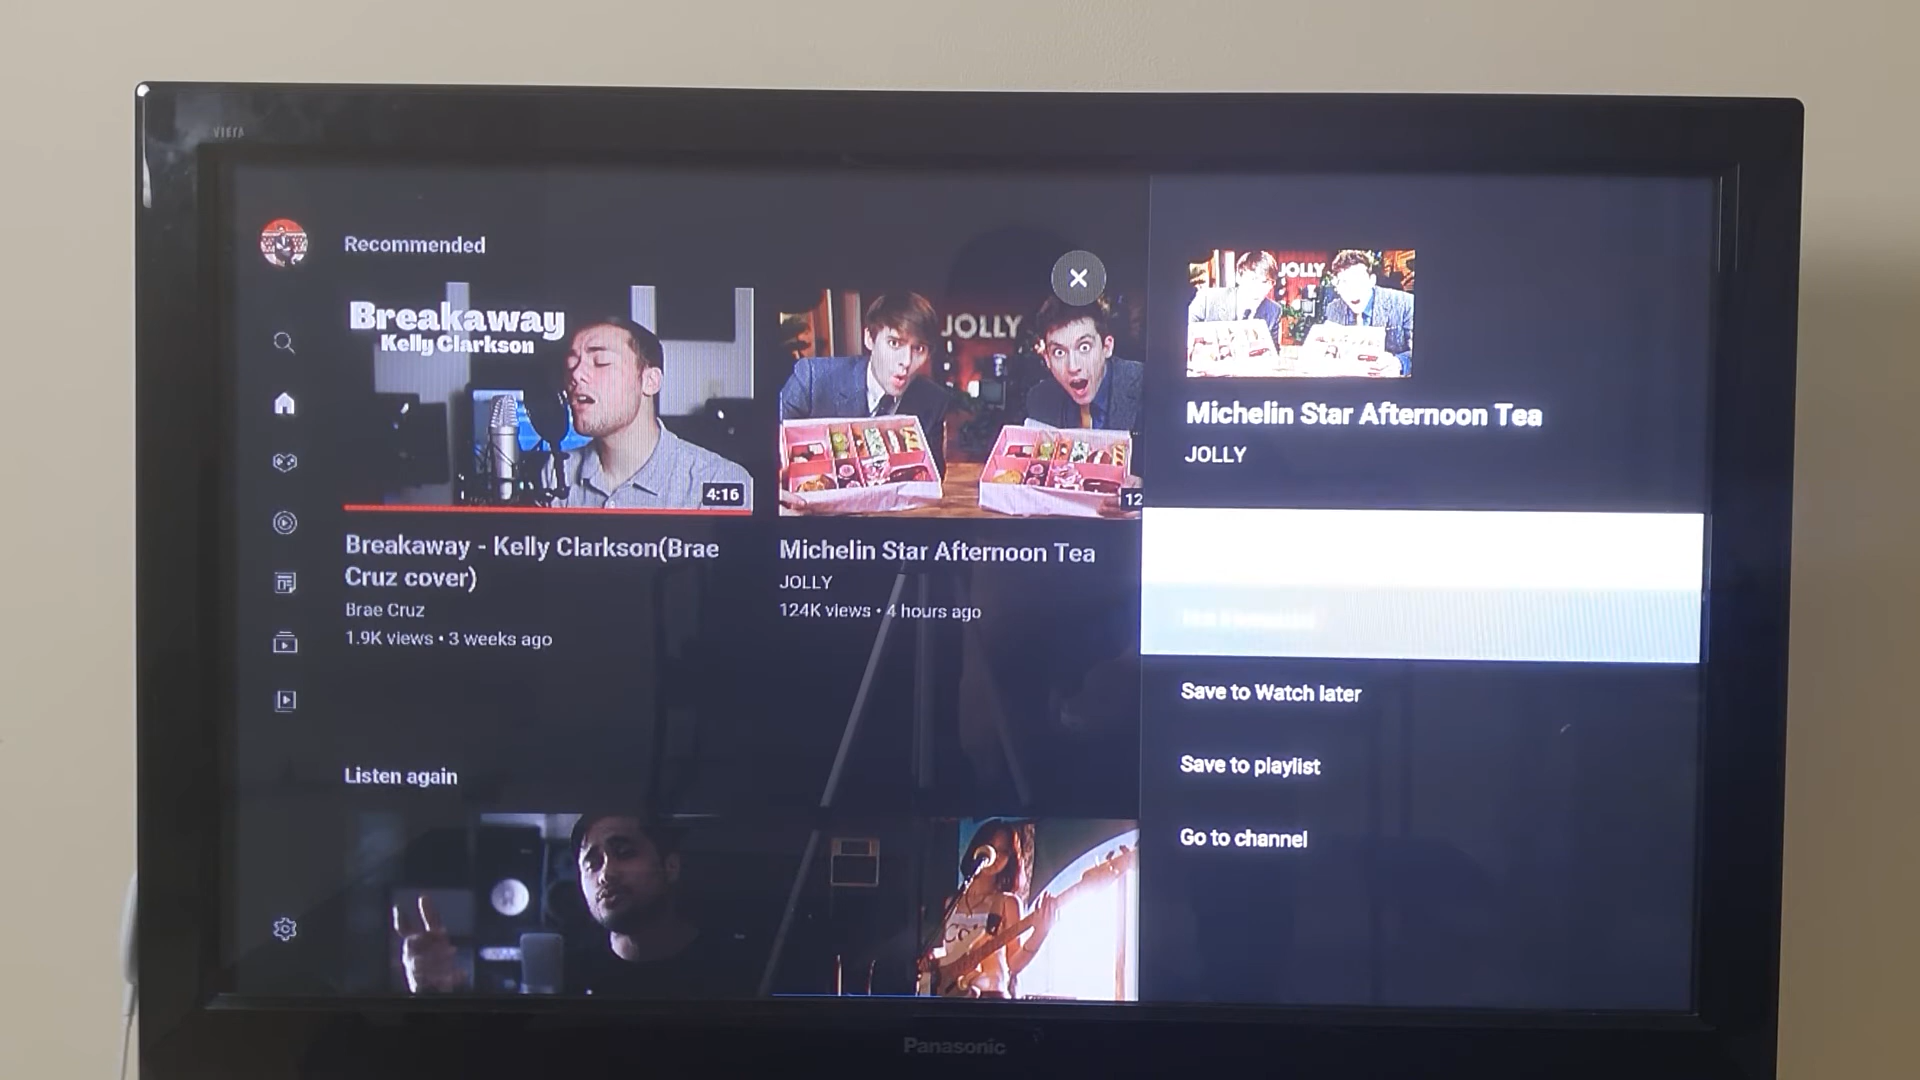 VIERA
Recommended
Breakaway
Kelly Clarkson
4:16
Breakaway - Kelly Clarkson(Brae
Cruz cover)
Brae Cruz
1.9K views • 3 weeks ago
JOLLY
12
Michelin Star Afternoon Tea
JOLLY
124K views • 4 hours ago
Listen again
JOLLY
Michelin Star Afternoon Tea
JOLLY
Save to Watch later
Save to playlist
Go to channel
Panasonic